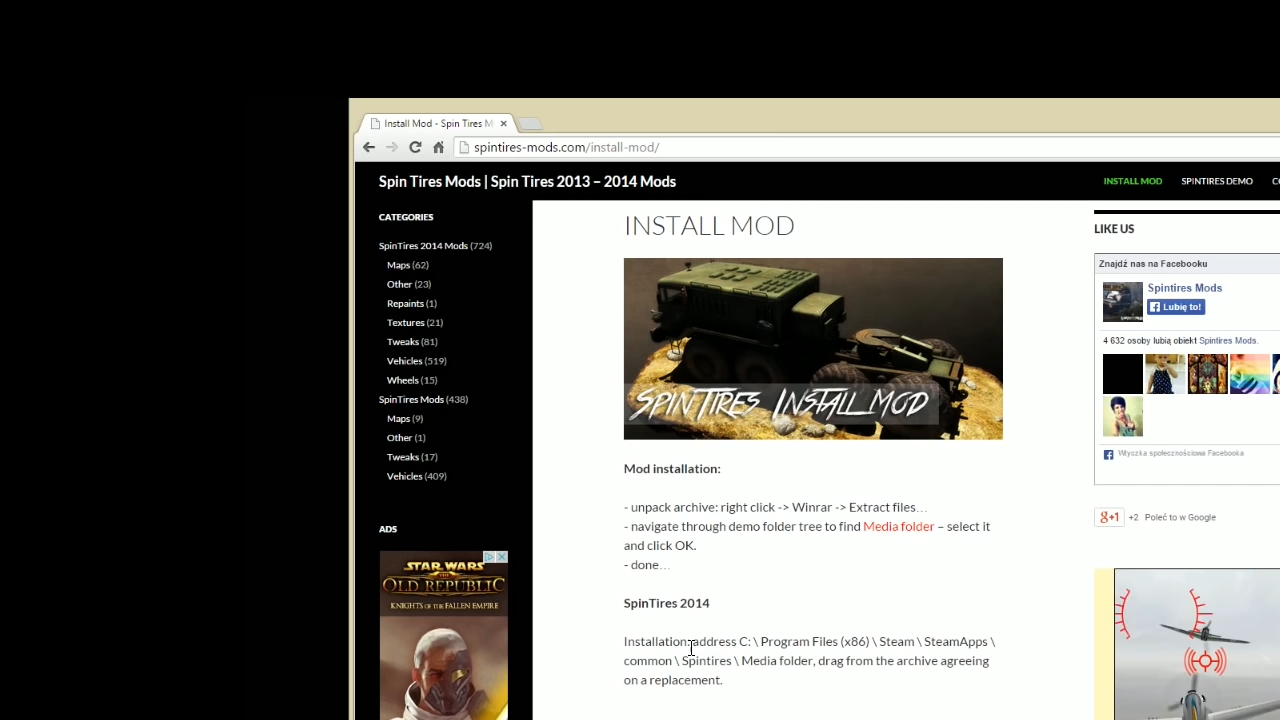 Install Mod - Spin Tires M
spintires-mods.com/install-mod/
Spin Tires Mods | Spin Tires 2013 – 2014 Mods
INSTALL MOD
SPINTIRES DEMO
CATEGORIES
SpinTires 2014 Mods (724)
Maps (62)
Other (23)
Repaints (1)
Textures (21)
Tweaks (81)
Vehicles (519)
Wheels (15)
SpinTires Mods (438)
Maps (9)
Other (1)
Tweaks (17)
Vehicles (409)
ADS
STAR WARS
THE
OLD REPUBLIC
KNIGHTS OF THE FALLEN EMPIRE
INSTALL MOD
SPINTIRES INSTALL MOD
Mod installation:
- unpack archive: right click -> Winrar -> Extract files…
- navigate through demo folder tree to find Media folder – select it
and click OK.
- done…
SpinTires 2014
Installation address C: \ Program Files (x86) \ Steam \ SteamApps \
common \ Spintires \ Media folder, drag from the archive agreeing
on a replacement.
LIKE US
Znajdź nas na Facebooku
Spintires Mods
Lubię to!
4 632 osoby lubią obiekt Spintires Mods.
Wtyczka społecznościowa Facebooka
g+1 +2 Poleć to w Google